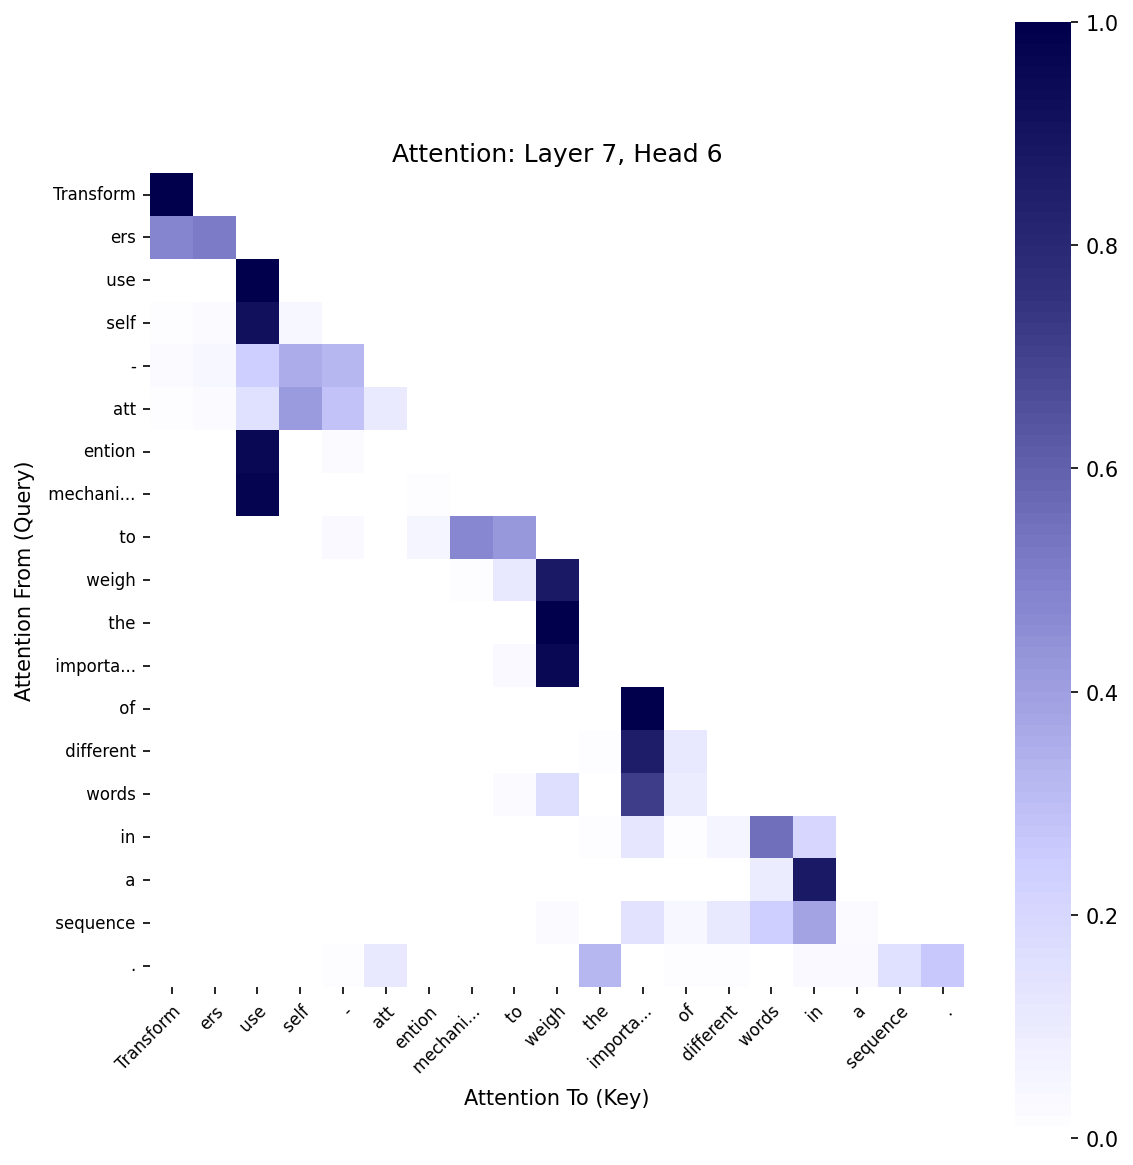 Attention: Layer 7, Head 6
Attention From (Query)
Transform
ers
use
self
-
att
ention
mechani...
to
weigh
the
importa...
of
different
words
in
a
sequence
.
Transform
ers
use
self
-
att
ention
mechani...
to
weigh
the
importa...
of
different
words
in
a
sequence
.
Attention To (Key)
1.0
0.8
0.6
0.4
0.2
0.0